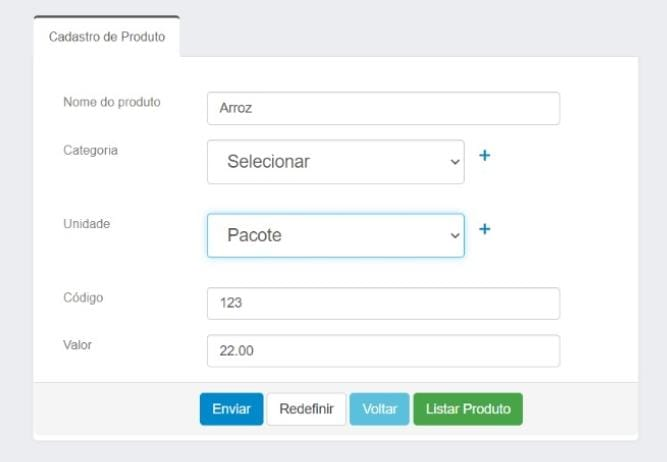 Cadastro de Produto
Nome do produto
Arroz
Categoria
Selecionar
+
Unidade
Pacote
+
Código
123
Valor
22.00
Enviar Redefinir Voltar Listar Produto